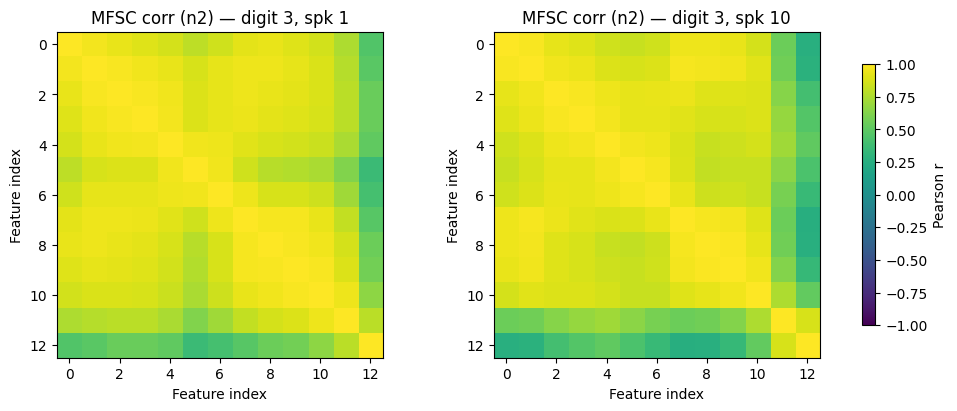 MFSC corr (n2) — digit 3, spk 1
0
2
4
6
8
10
12
Feature index
0 2 4 6 8 10 12
Feature index
MFSC corr (n2) — digit 3, spk 10
0
2
4
6
8
10
12
Feature index
0 2 4 6 8 10 12
Feature index
1.00
0.75
0.50
0.25
0.00
−0.25
−0.50
−0.75
−1.00
Pearson r